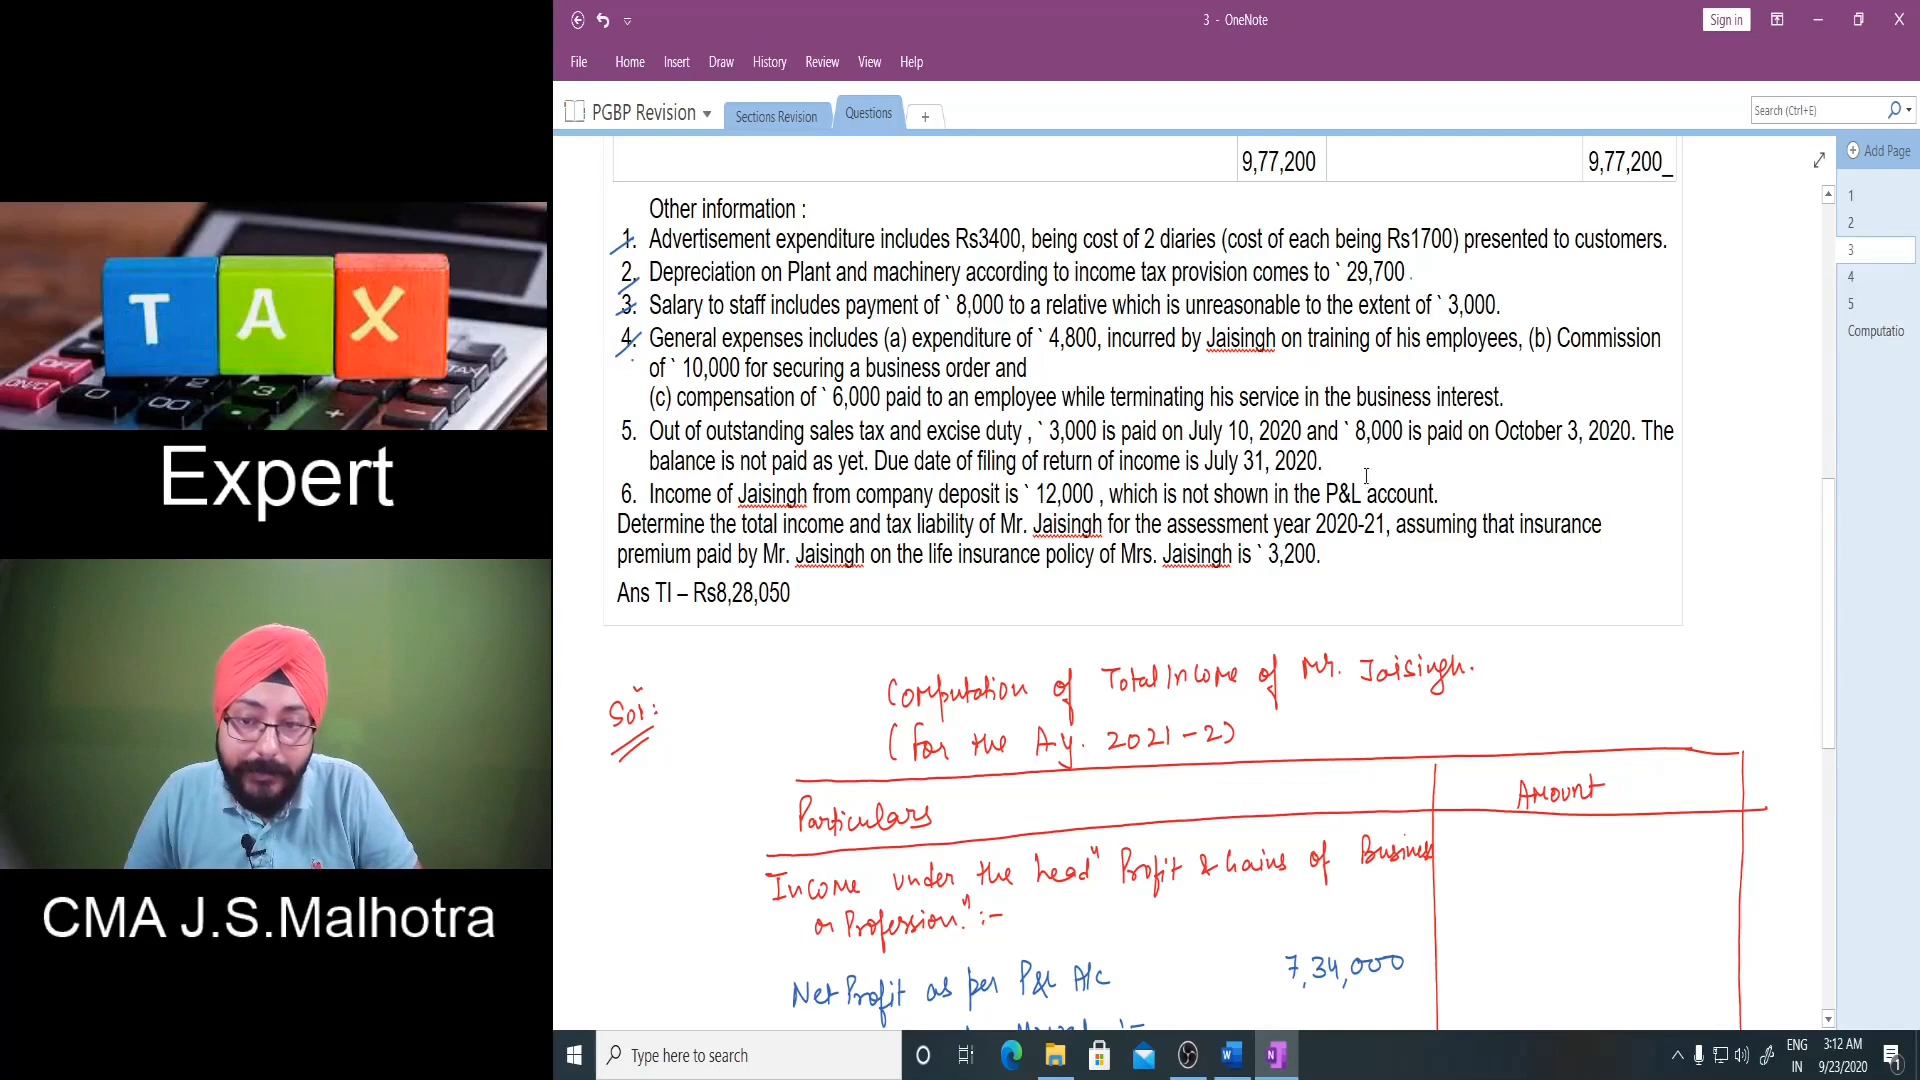 3 - OneNote
Sign in
File Home Insert Draw History Review View Help
PGBP Revision
Sections Revision
Questions
+
Search (Ctrl+E)
Add Page
1
2
3
4
5
Computatio
9,77,200
9,77,200_
Other information :
1. Advertisement expenditure includes Rs3400, being cost of 2 diaries (cost of each being Rs1700) presented to customers.
2. Depreciation on Plant and machinery according to income tax provision comes to ` 29,700 .
3. Salary to staff includes payment of ` 8,000 to a relative which is unreasonable to the extent of ` 3,000.
4. General expenses includes (a) expenditure of ` 4,800, incurred by Jaisingh on training of his employees, (b) Commission
of ` 10,000 for securing a business order and
(c) compensation of ` 6,000 paid to an employee while terminating his service in the business interest.
5. Out of outstanding sales tax and excise duty , ` 3,000 is paid on July 10, 2020 and ` 8,000 is paid on October 3, 2020. The
balance is not paid as yet. Due date of filing of return of income is July 31, 2020.
6. Income of Jaisingh from company deposit is ` 12,000 , which is not shown in the P&L account.
Determine the total income and tax liability of Mr. Jaisingh for the assessment year 2020-21, assuming that insurance
premium paid by Mr. Jaisingh on the life insurance policy of Mrs. Jaisingh is ` 3,200.
Ans TI – Rs8,28,050
Computation of Total Income of Mr. Jaisingh.
(for the A.y. 2021-22)
Particulars
Amount
Income under the head "Profit & Gains of Business
or Profession" :-
Net Profit as per P&L A/c
7,34,000
TAX
Expert
CMA J.S.Malhotra
Type here to search
ENG
IN
3:12 AM
9/23/2020